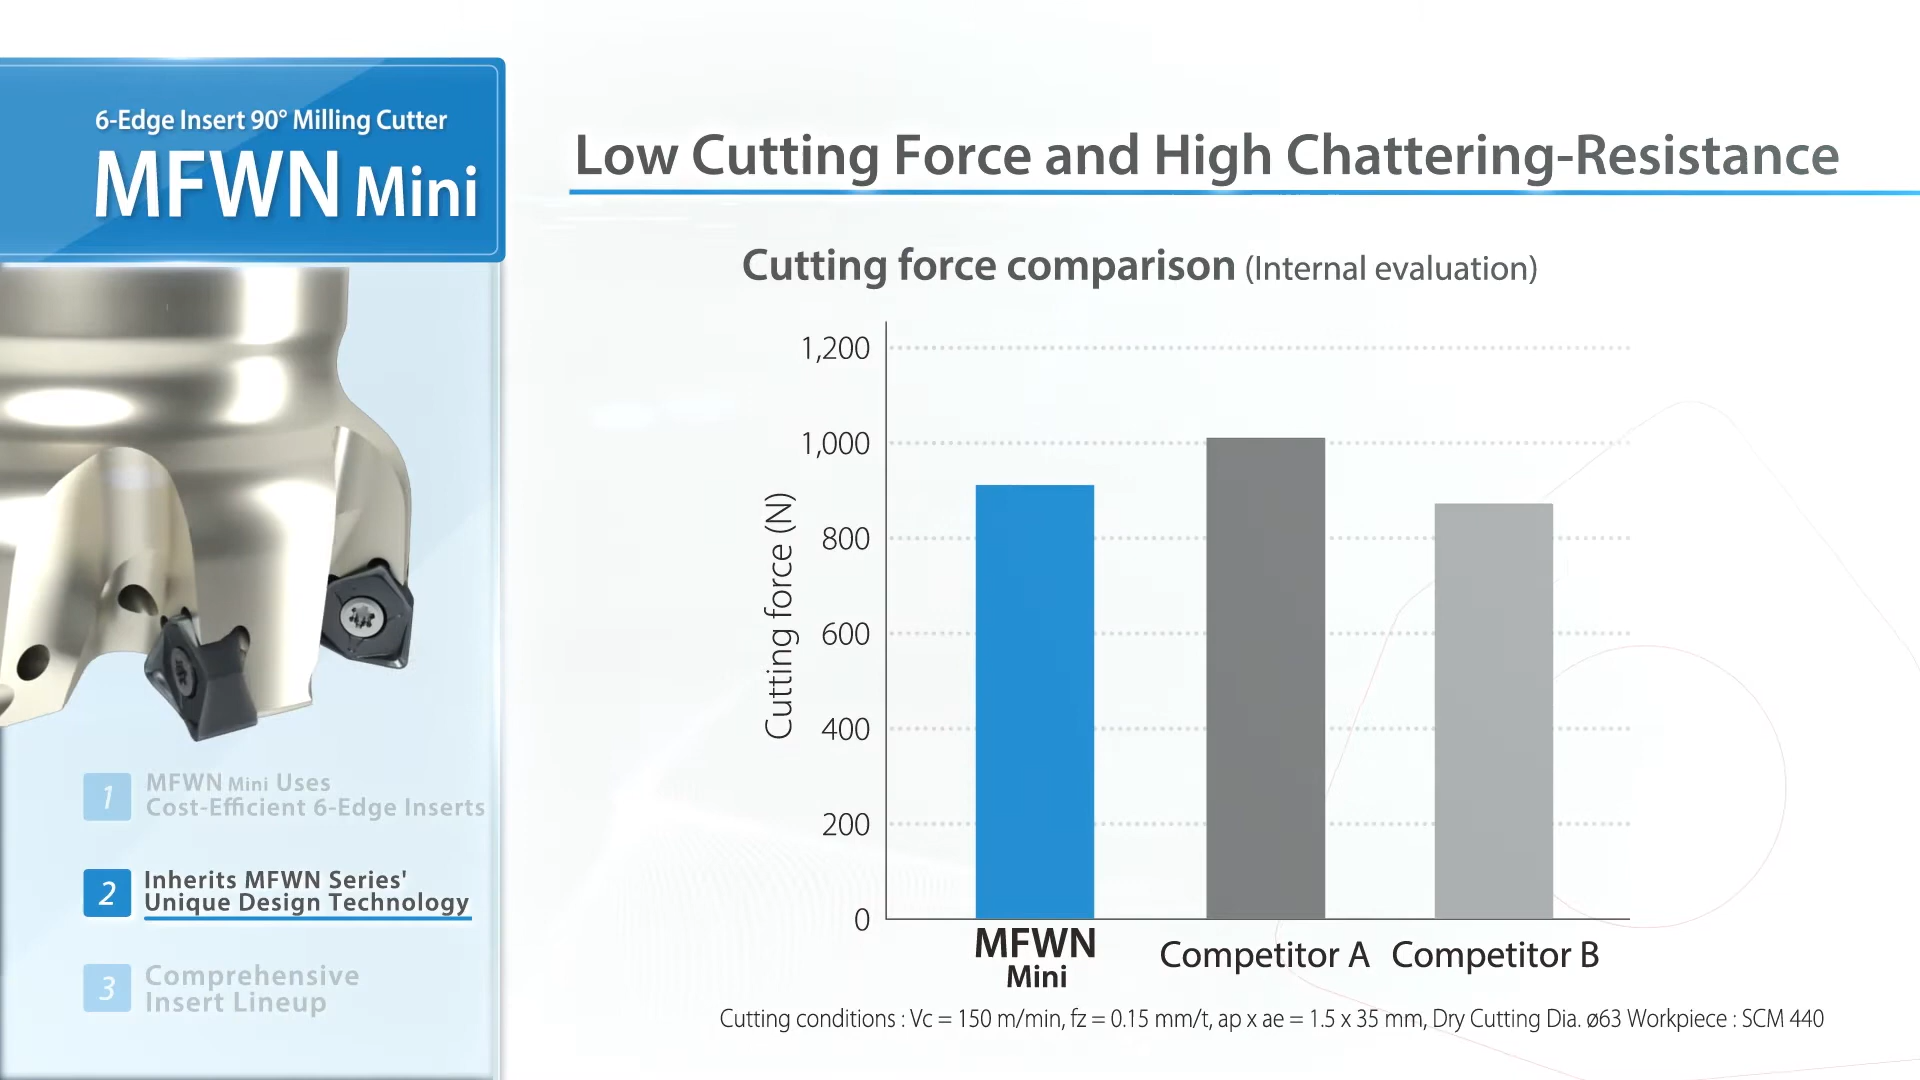 6-Edge Insert 90° Milling Cutter
MFWN Mini
Low Cutting Force and High Chattering-Resistance
Cutting force comparison (Internal evaluation)
Cutting force (N)
1,200
1,000
800
600
400
200
0
MFWN
Mini
Competitor A
Competitor B
Cutting conditions : Vc = 150 m/min, fz = 0.15 mm/t, ap x ae = 1.5 x 35 mm, Dry Cutting Dia. ø63 Workpiece : SCM 440
1 MFWN Mini Uses
Cost-Efficient 6-Edge Inserts
2 Inherits MFWN Series'
Unique Design Technology
3 Comprehensive
Insert Lineup